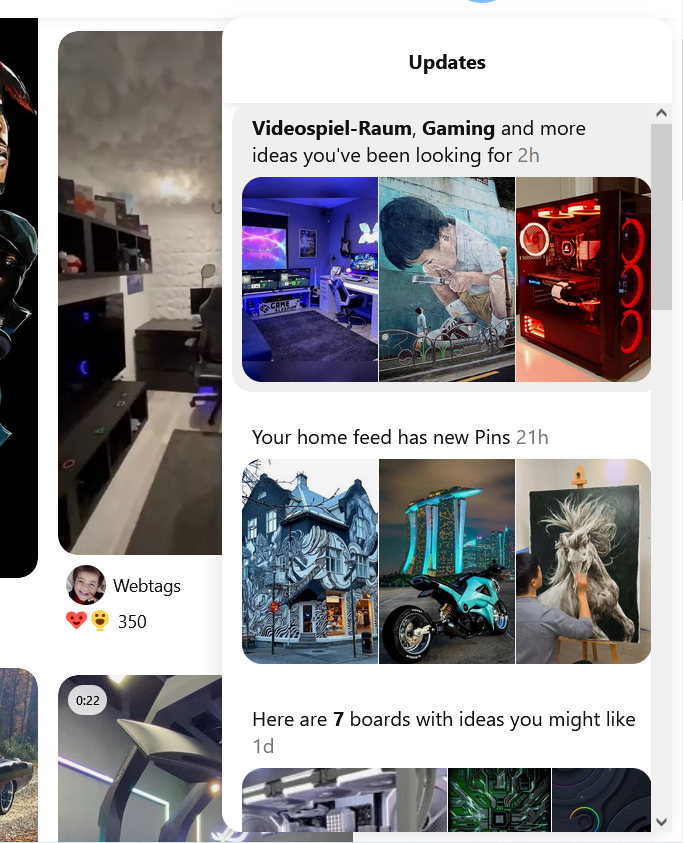 Updates
Videospiel-Raum, Gaming and more
ideas you've been looking for 2h
GAME
Your home feed has new Pins 21h
Webtags
350
Here are 7 boards with ideas you might like
1d
0:22